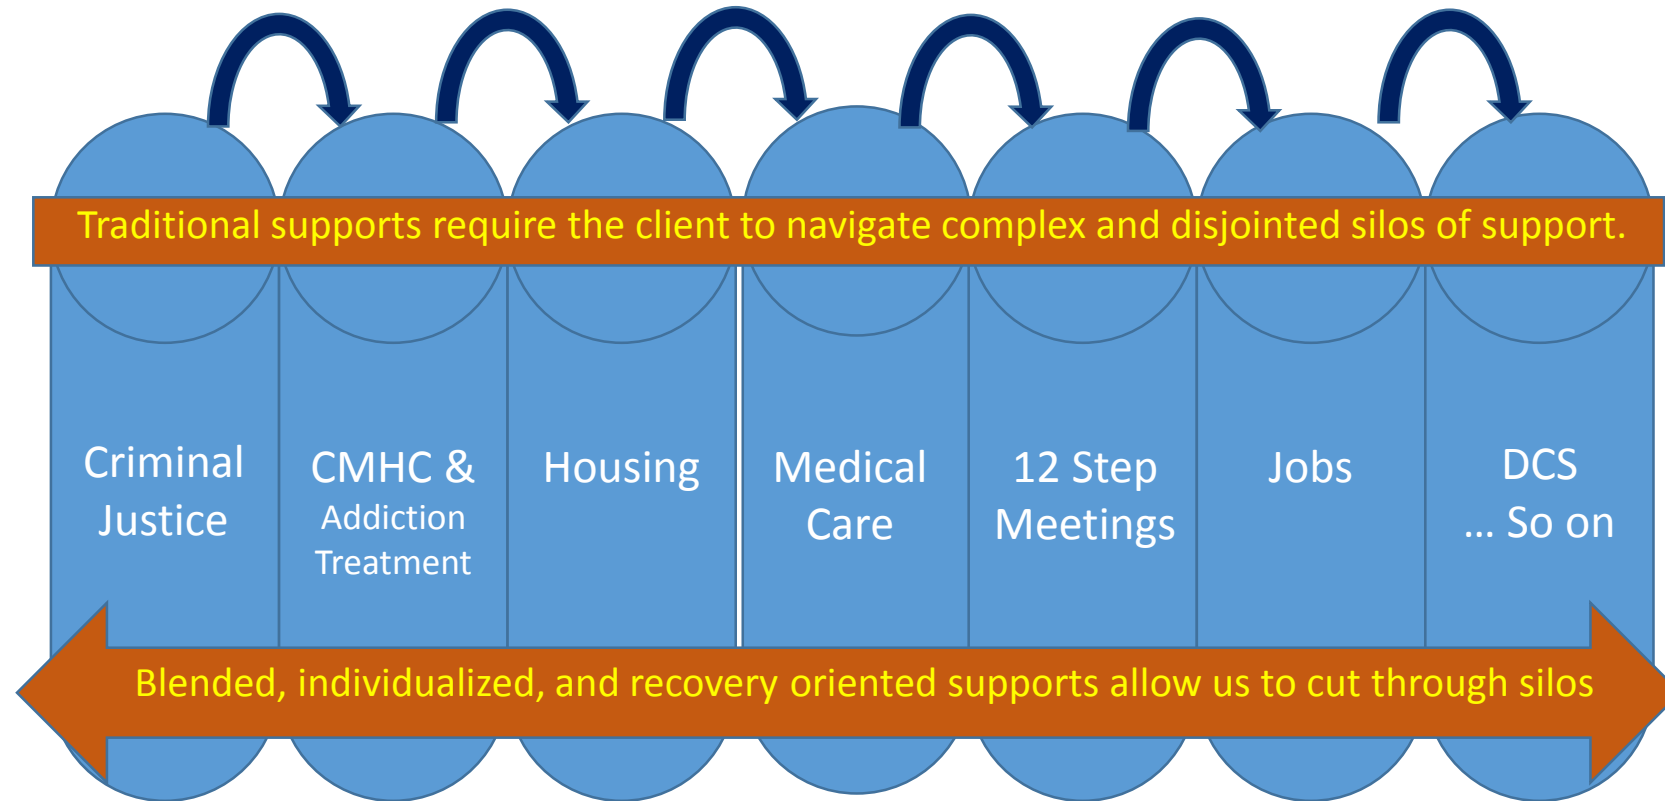 Traditional supports require the client to navigate complex and disjointed silos of support.
Criminal
Justice
CMHC &
Addiction
Treatment
Housing
Medical
Care
12 Step
Meetings
Jobs
DCS
... So on
Blended, individualized, and recovery oriented supports allow us to cut through silos